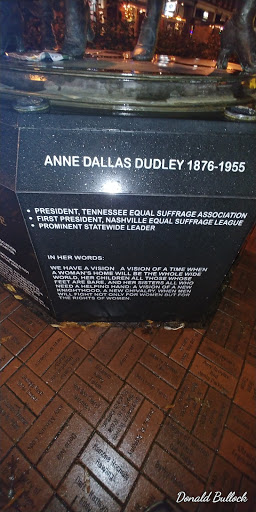 ANNE DALLAS DUDLEY 1876-1955
• PRESIDENT, TENNESSEE EQUAL SUFFRAGE ASSOCIATION
• FIRST PRESIDENT, NASHVILLE EQUAL SUFFRAGE LEAGUE
• PROMINENT STATEWIDE LEADER
IN HER WORDS:
WE HAVE A VISION A VISION OF A TIME WHEN
A WOMAN'S HOME WILL BE THE WHOLE WIDE
WORLD, HER CHILDREN ALL THOSE WHOSE
FEET ARE BARE, AND HER SISTERS ALL WHO
NEED A HELPING HAND: A VISION OF A NEW
KNIGHTHOOD, A NEW CHIVALRY, WHEN MEN
WILL FIGHT NOT ONLY FOR WOMEN BUT FOR
THE RIGHTS OF WOMEN
Donald Bullock